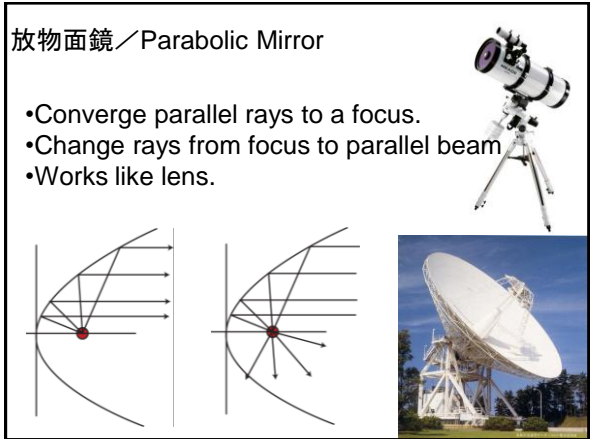 放物面鏡／Parabolic Mirror
•Converge parallel rays to a focus.
•Change rays from focus to parallel beam
•Works like lens.